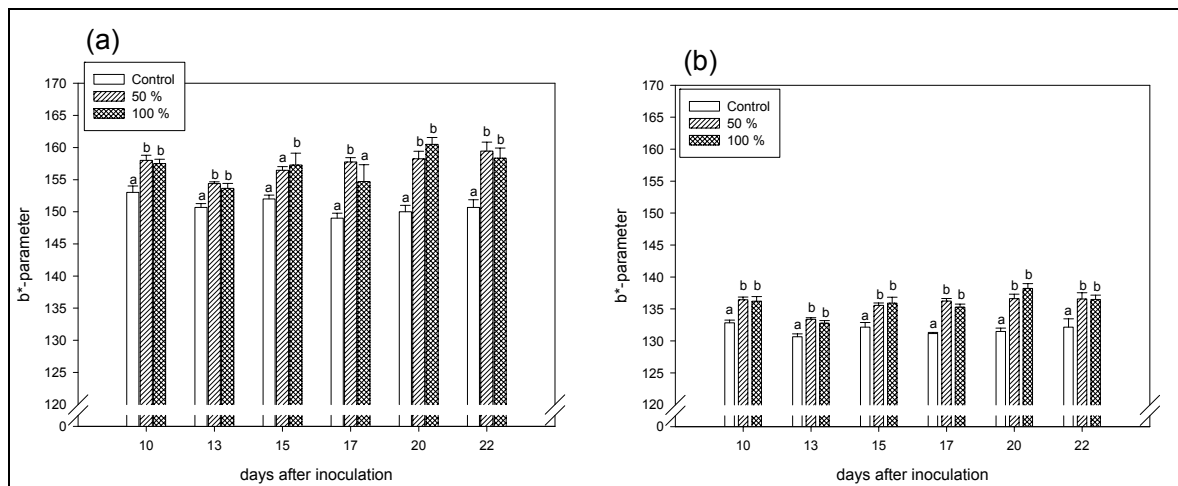 (a)
Control
50 %
100 %
170
165
160
155
150
145
140
135
130
125
120
0
b*-parameter
a b b
a b b
a a b
a b a
a b b
a b b
10 13 15 17 20 22
days after inoculation
(b)
Control
50 %
100 %
170
165
160
155
150
145
140
135
130
125
120
0
b*-parameter
a b b
a b b
a b b
a b b
a b b
a b b
10 13 15 17 20 22
days after inoculation